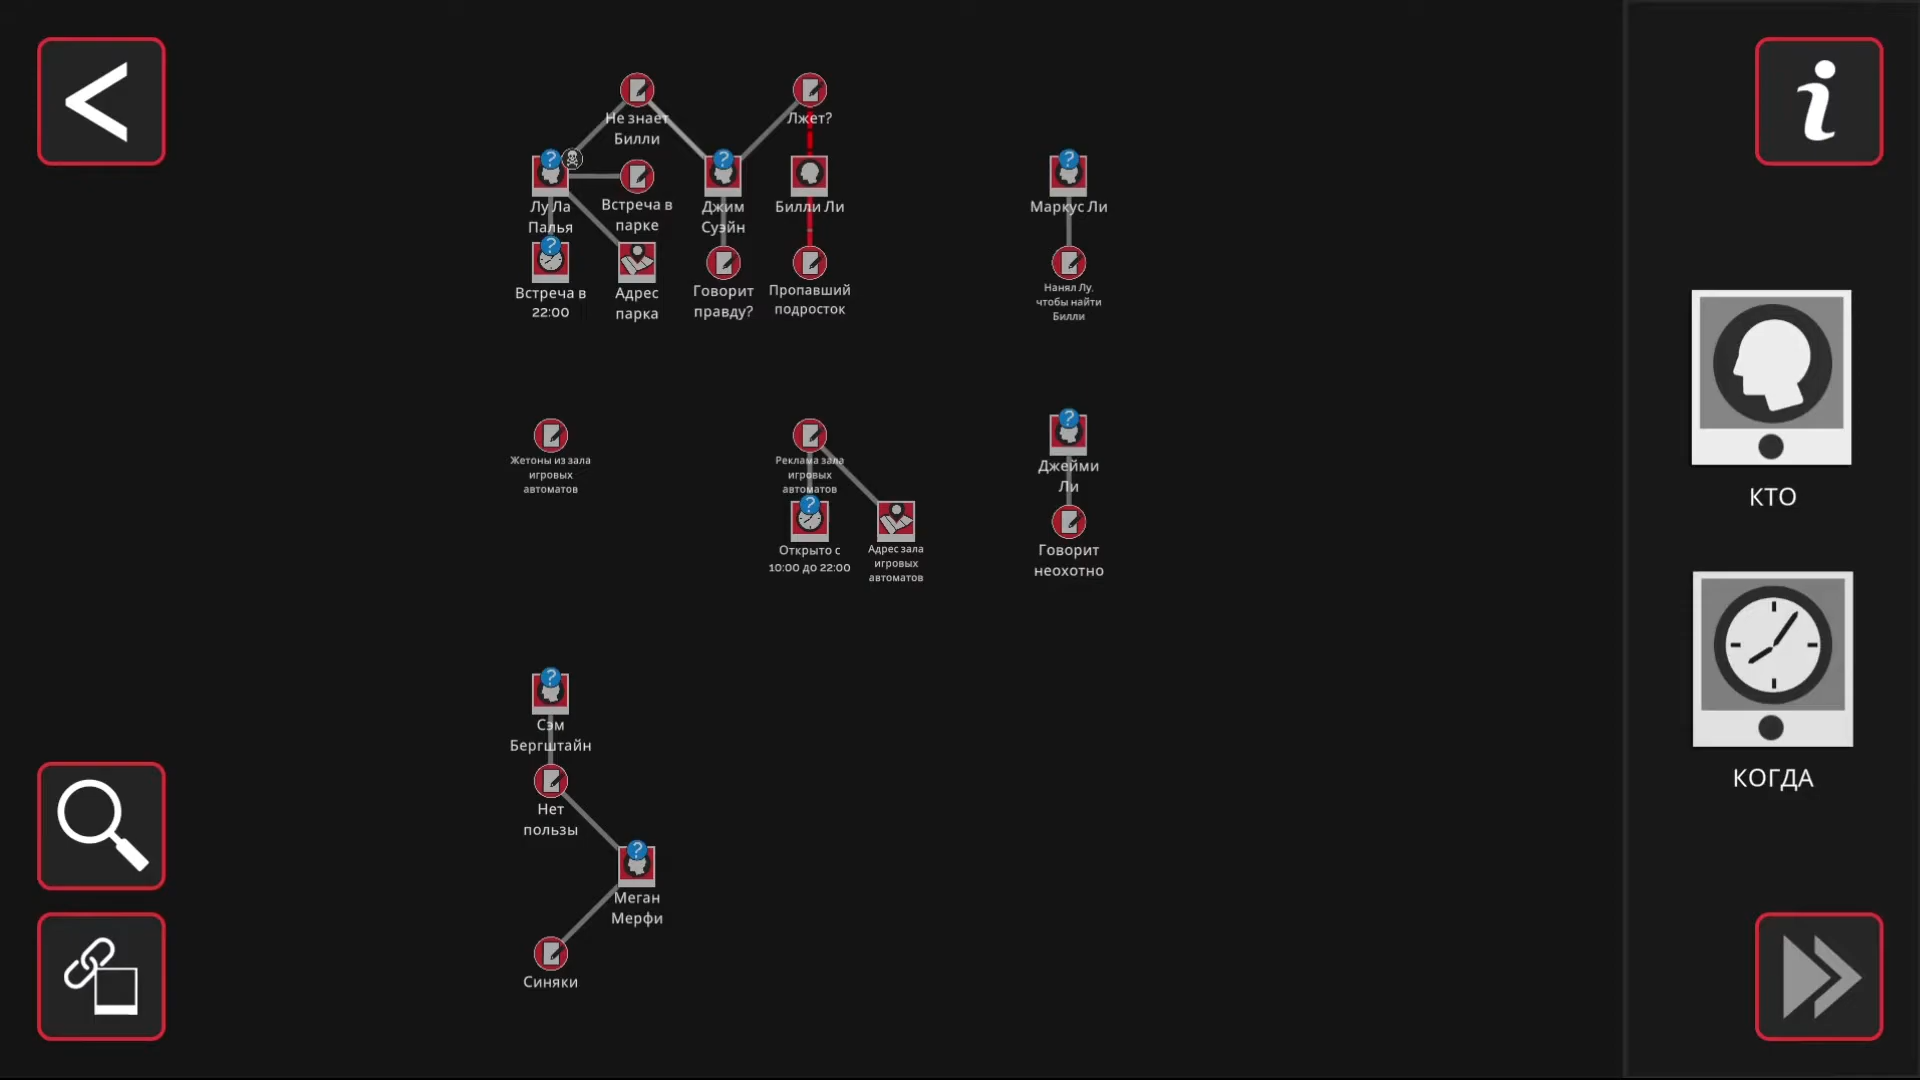 Не знает
Билли
Лжет?
Лу Ла
Палья
Встреча в
парке
Джим
Суэйн
Билли Ли
Маркус Ли
Встреча в
22:00
Адрес
парка
Говорит
правду?
Пропавший
подросток
Нанял Лу,
чтобы найти
Билли
Жетоны из зала
игровых
автоматов
Реклама зала
игровых
автоматов
Джейми
Ли
Открыто с
10:00 до 22:00
Адрес зала
игровых
автоматов
Говорит
неохотно
Сэм
Бергштайн
Нет
пользы
Меган
Мерфи
Синяки
КТО
КОГДА